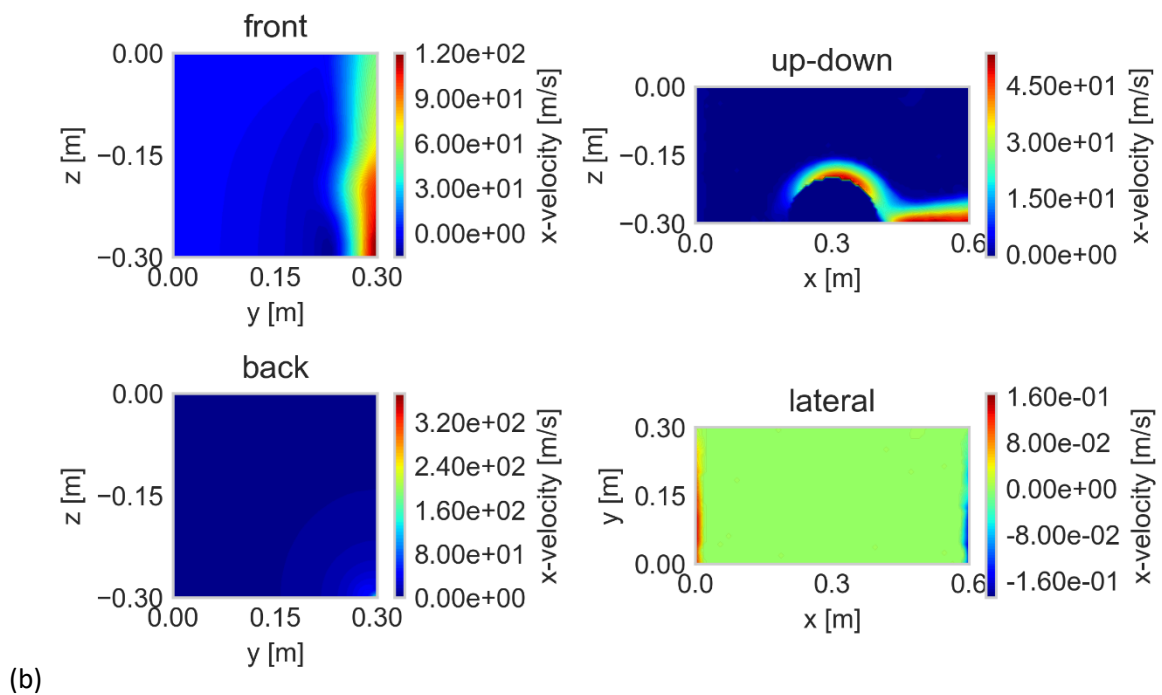 front
0.00
−0.15
−0.30
z [m]
0.00 0.15 0.30
y [m]
1.20e+02
9.00e+01
6.00e+01
3.00e+01
0.00e+00
x-velocity [m/s]
up-down
0.00
−0.15
−0.30
z [m]
0.0 0.3 0.6
x [m]
4.50e+01
3.00e+01
1.50e+01
0.00e+00
x-velocity [m/s]
back
0.00
−0.15
−0.30
z [m]
0.00 0.15 0.30
y [m]
3.20e+02
2.40e+02
1.60e+02
8.00e+01
0.00e+00
x-velocity [m/s]
lateral
0.30
0.15
0.00
y [m]
0.0 0.3 0.6
x [m]
1.60e-01
8.00e-02
0.00e+00
-8.00e-02
-1.60e-01
x-velocity [m/s]
(b)